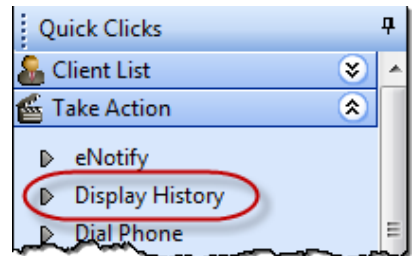 Quick Clicks
Client List
Take Action
eNotify
Display History
Dial Phone